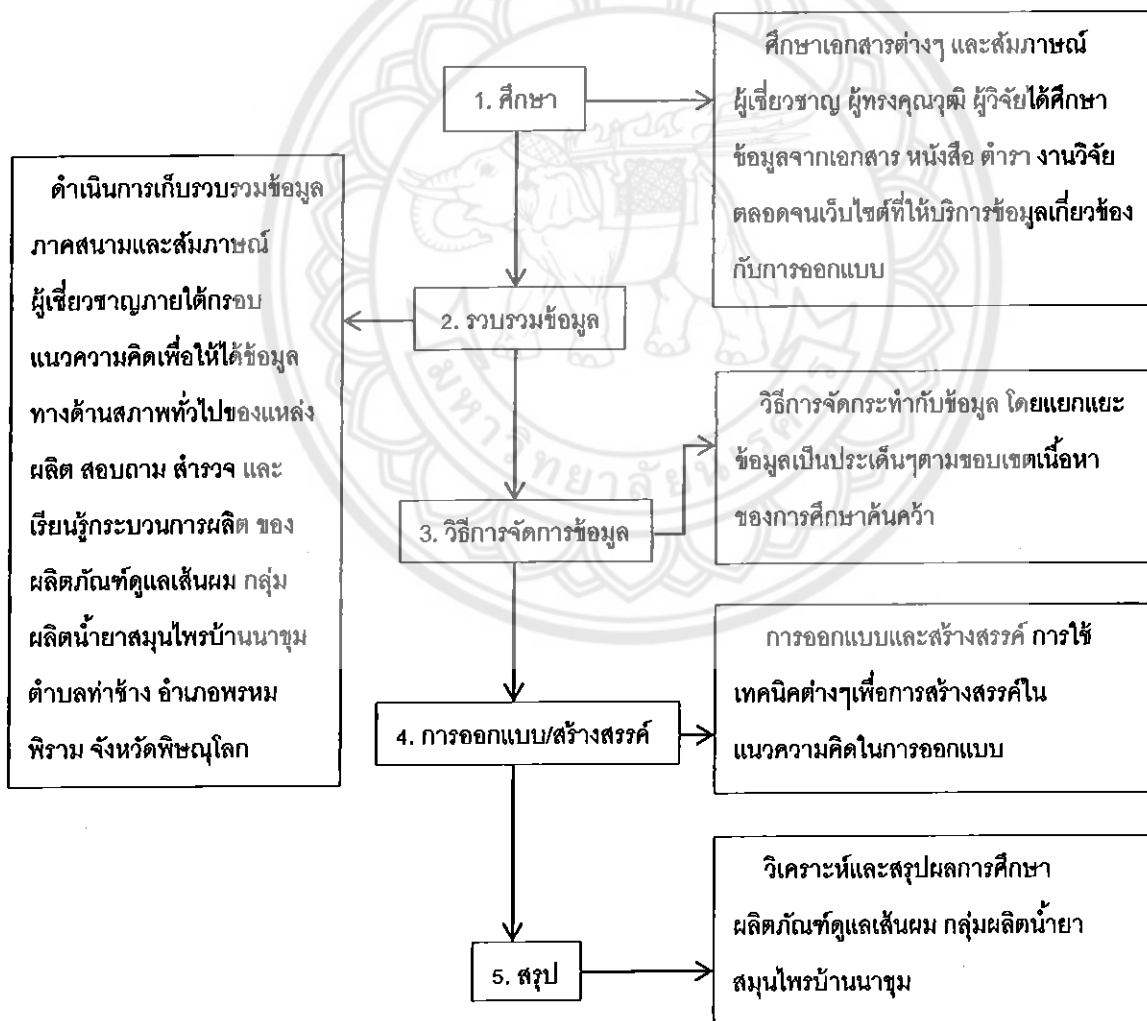 1. ศึกษา
ศึกษาเอกสารต่างๆ และสัมภาษณ์
ผู้เชี่ยวชาญ ผู้ทรงคุณวุฒิ ผู้วิจัยได้ศึกษา
ข้อมูลจากเอกสาร หนังสือ ตำรา งานวิจัย
ตลอดจนเว็บไซต์ที่ให้บริการข้อมูลเกี่ยวข้อง
กับการออกแบบ
2. รวบรวมข้อมูล
ดำเนินการเก็บรวบรวมข้อมูล
ภาคสนามและสัมภาษณ์
ผู้เชี่ยวชาญภายใต้กรอบ
แนวความคิดเพื่อให้ได้ข้อมูล
ทางด้านสภาพทั่วไปของแหล่ง
ผลิต สอบถาม สำรวจ และ
เรียนรู้กระบวนการผลิต ของ
ผลิตภัณฑ์ดูแลเส้นผม กลุ่ม
ผลิตน้ำยาสมุนไพรบ้านนาขุม
ตำบลท่าช้าง อำเภอพรหม
พิราม จังหวัดพิษณุโลก
3. วิธีการจัดการข้อมูล
วิธีการจัดกระทำกับข้อมูล โดยแยกแยะ
ข้อมูลเป็นประเด็นๆตามขอบเขตเนื้อหา
ของการศึกษาค้นคว้า
4. การออกแบบ/สร้างสรรค์
การออกแบบและสร้างสรรค์ การใช้
เทคนิคต่างๆเพื่อการสร้างสรรค์ใน
แนวความคิดในการออกแบบ
5. สรุป
วิเคราะห์และสรุปผลการศึกษา
ผลิตภัณฑ์ดูแลเส้นผม กลุ่มผลิตน้ำยา
สมุนไพรบ้านนาขุม
มหาวิทยาลัยนเรศวร